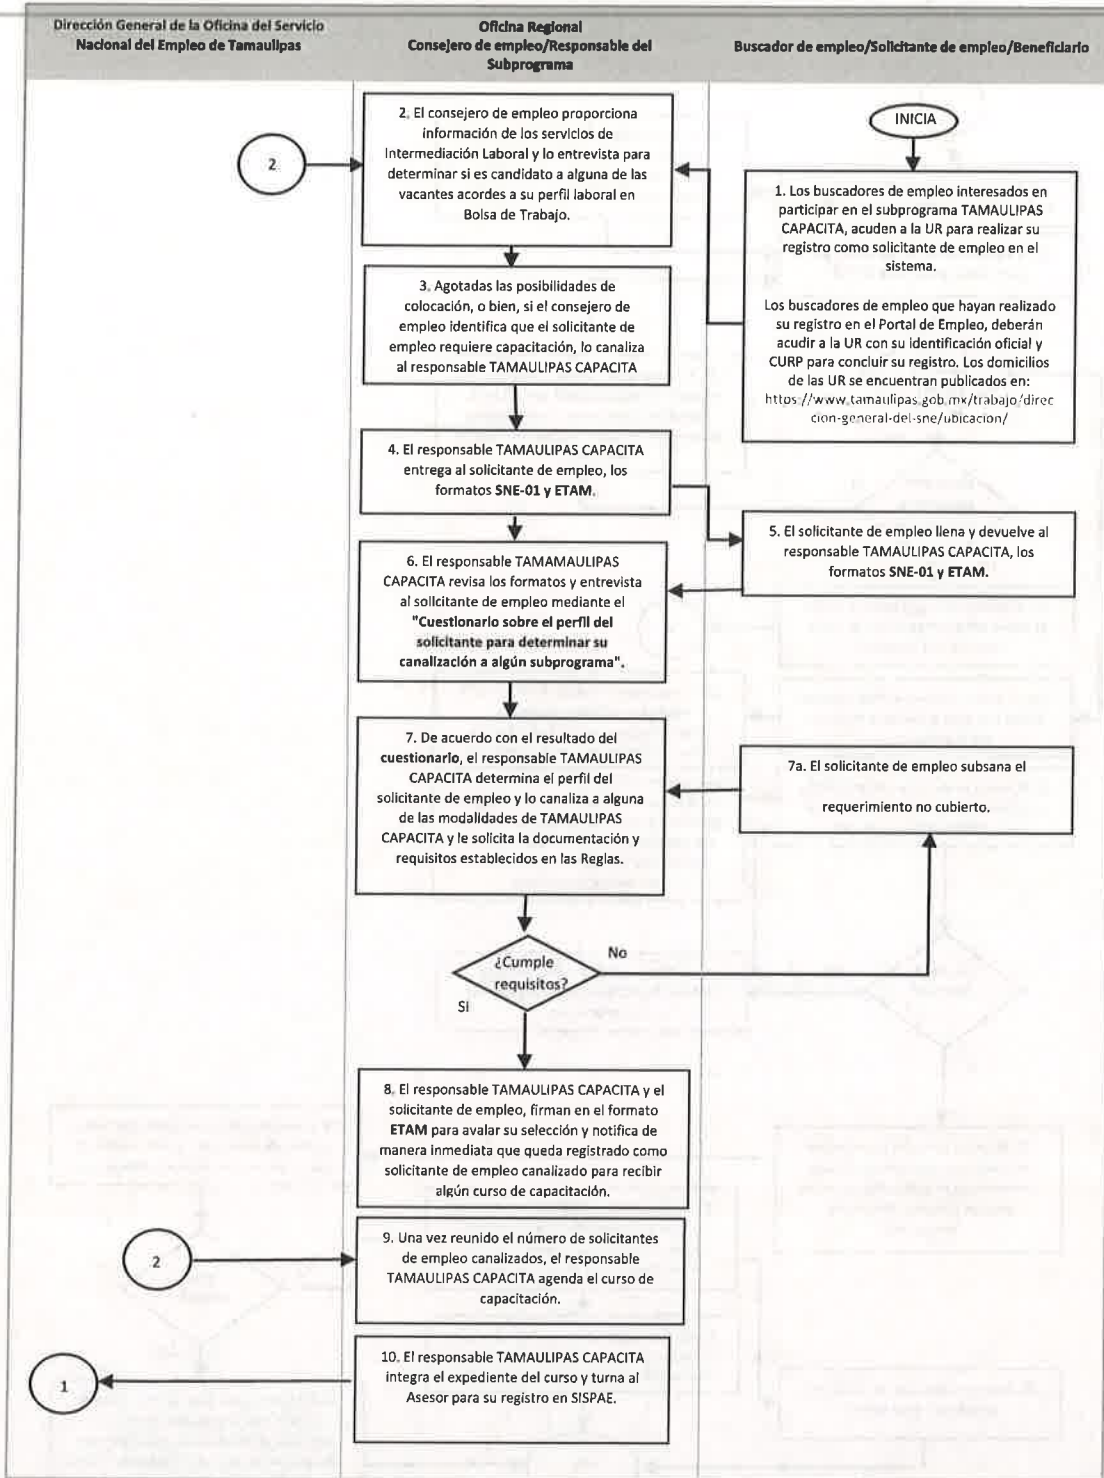 Dirección General de la Oficina del Servicio
Nacional del Empleo de Tamaulipas
Oficina Regional
Consejero de empleo/Responsable del
Subprograma
Buscador de empleo/Solicitante de empleo/Beneficiario
INICIA
1. Los buscadores de empleo interesados en
participar en el subprograma TAMAULIPAS
CAPACITA, acuden a la UR para realizar su
registro como solicitante de empleo en el
sistema.
Los buscadores de empleo que hayan realizado
su registro en el Portal de Empleo, deberán
acudir a la UR con su identificación oficial y
CURP para concluir su registro. Los domicilios
de las UR se encuentran publicados en:
https://www.tamaulipas.gob.mx/trabajo/direc
cion-general-del-sne/ubicacion/
2
2. El consejero de empleo proporciona
información de los servicios de
Intermediación Laboral y lo entrevista para
determinar si es candidato a alguna de las
vacantes acordes a su perfil laboral en
Bolsa de Trabajo.
3. Agotadas las posibilidades de
colocación, o bien, si el consejero de
empleo identifica que el solicitante de
empleo requiere capacitación, lo canaliza
al responsable TAMAULIPAS CAPACITA
4. El responsable TAMAULIPAS CAPACITA
entrega al solicitante de empleo, los
formatos SNE-01 y ETAM.
5. El solicitante de empleo llena y devuelve al
responsable TAMAULIPAS CAPACITA, los
formatos SNE-01 y ETAM.
6. El responsable TAMAMAULIPAS
CAPACITA revisa los formatos y entrevista
al solicitante de empleo mediante el
"Cuestionario sobre el perfil del
solicitante para determinar su
canalización a algún subprograma".
7. De acuerdo con el resultado del
cuestionario, el responsable TAMAULIPAS
CAPACITA determina el perfil del
solicitante de empleo y lo canaliza a alguna
de las modalidades de TAMAULIPAS
CAPACITA y le solicita la documentación y
requisitos establecidos en las Reglas.
7a. El solicitante de empleo subsana el
requerimiento no cubierto.
¿Cumple
requisitos?
No
SI
8. El responsable TAMAULIPAS CAPACITA y el
solicitante de empleo, firman en el formato
ETAM para avalar su selección y notifica de
manera inmediata que queda registrado como
solicitante de empleo canalizado para recibir
algún curso de capacitación.
2
9. Una vez reunido el número de solicitantes
de empleo canalizados, el responsable
TAMAULIPAS CAPACITA agenda el curso de
capacitación.
10. El responsable TAMAULIPAS CAPACITA
integra el expediente del curso y turna al
Asesor para su registro en SISPAE.
1